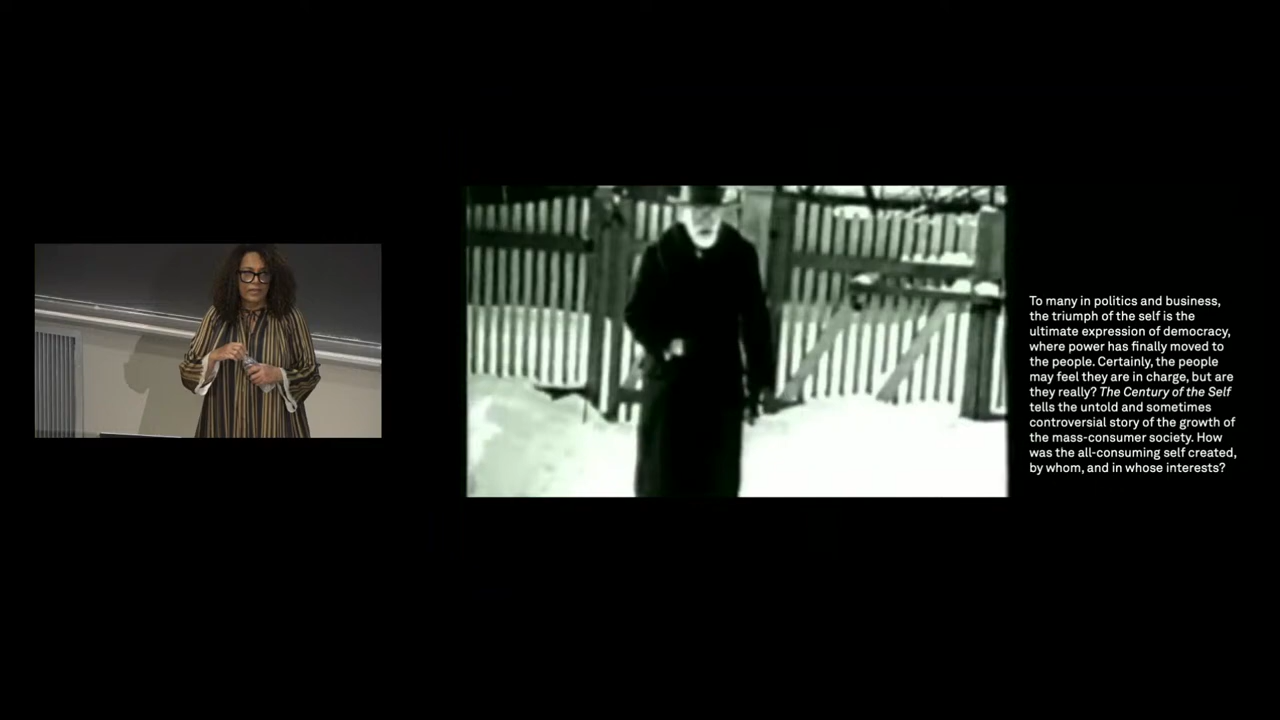 To many in politics and business,
the triumph of the self is the
ultimate expression of democracy,
where power has finally moved to
the people. Certainly, the people
may feel they are in charge, but are
they really? The Century of the Self
tells the untold and sometimes
controversial story of the growth of
the mass-consumer society. How
was the all-consuming self created,
by whom, and in whose interests?